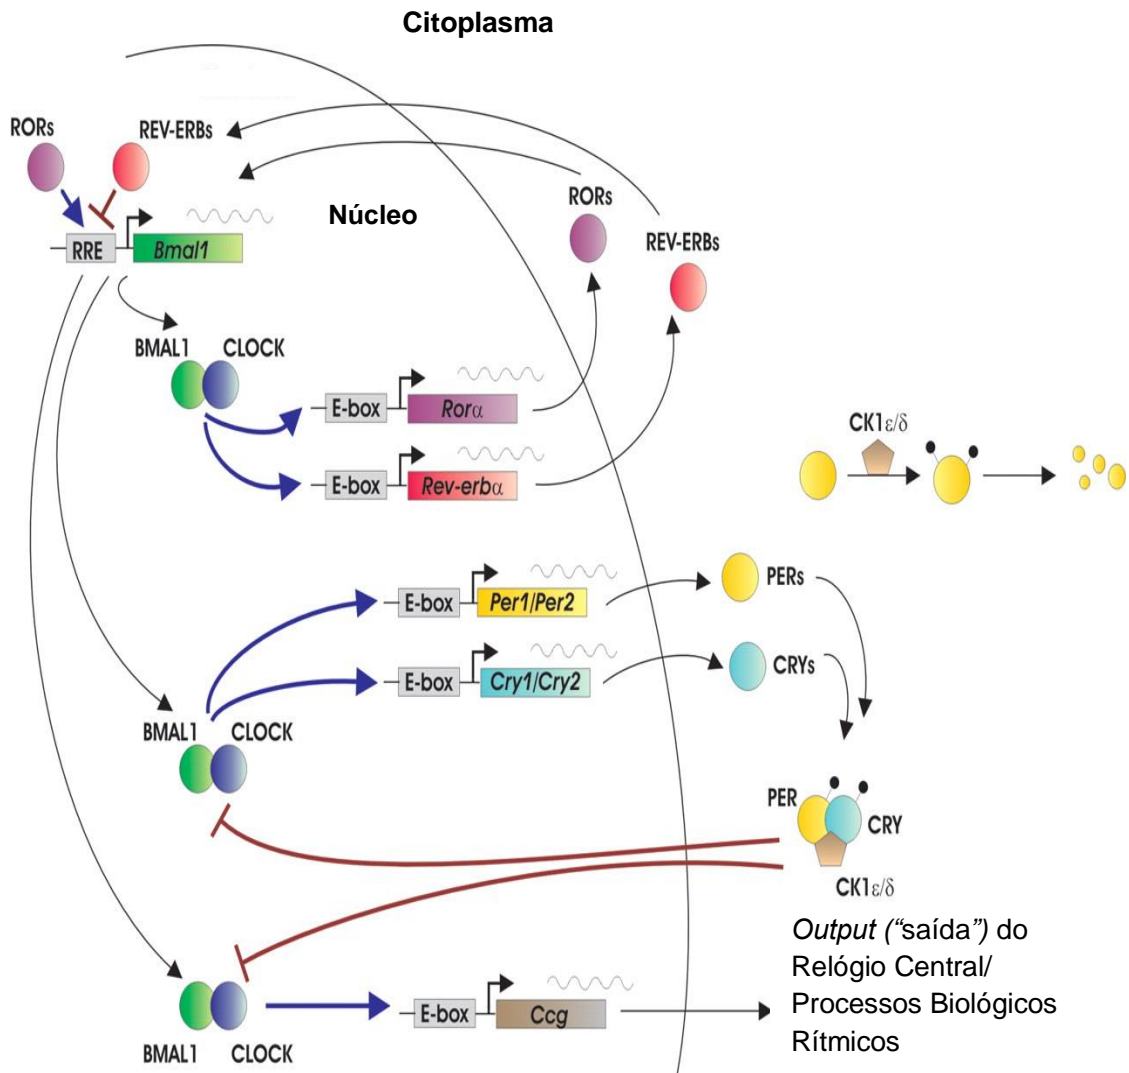 Citoplasma
RORs
REV-ERBs
Núcleo
RORs
REV-ERBs
RRE
Bmal1
BMAL1
CLOCK
E-box
Rorα
E-box
Rev-erbα
CK1ε/δ
E-box
Per1/Per2
PERs
E-box
Cry1/Cry2
CRYs
BMAL1
CLOCK
PER
CRY
CK1ε/δ
Output (“saída”) do
Relógio Central/
Processos Biológicos
Rítmicos
E-box
Ccg
BMAL1
CLOCK